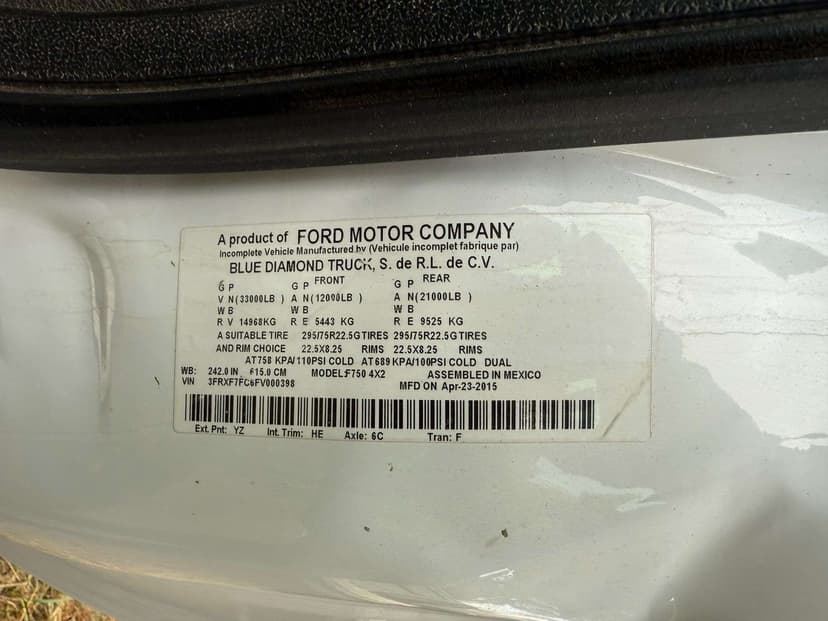 A product of FORD MOTOR COMPANY
Incomplete Vehicle Manufactured by (Vehicule incomplet fabrique par)
BLUE DIAMOND TRUCK, S. de R.L. de C.V.
G P G P FRONT G P REAR
V N(33000LB ) A N(12000LB ) A N(21000LB )
W B W B W B
R V 14968KG R E 5443 KG R E 9525 KG
A SUITABLE TIRE 295/75R22.5G TIRES 295/75R22.5G TIRES
AND RIM CHOICE 22.5X8.25 RIMS 22.5X8.25 RIMS
AT 758 KPA/110PSI COLD AT 689 KPA/100PSI COLD DUAL
WB: 242.0 IN 615.0 CM MODEL:F750 4X2 ASSEMBLED IN MEXICO
VIN 3FRXF7FC6FV000398 MFD ON Apr-23-2015
Ext. Pnt: YZ Int. Trim: HE Axle: 6C Tran: F